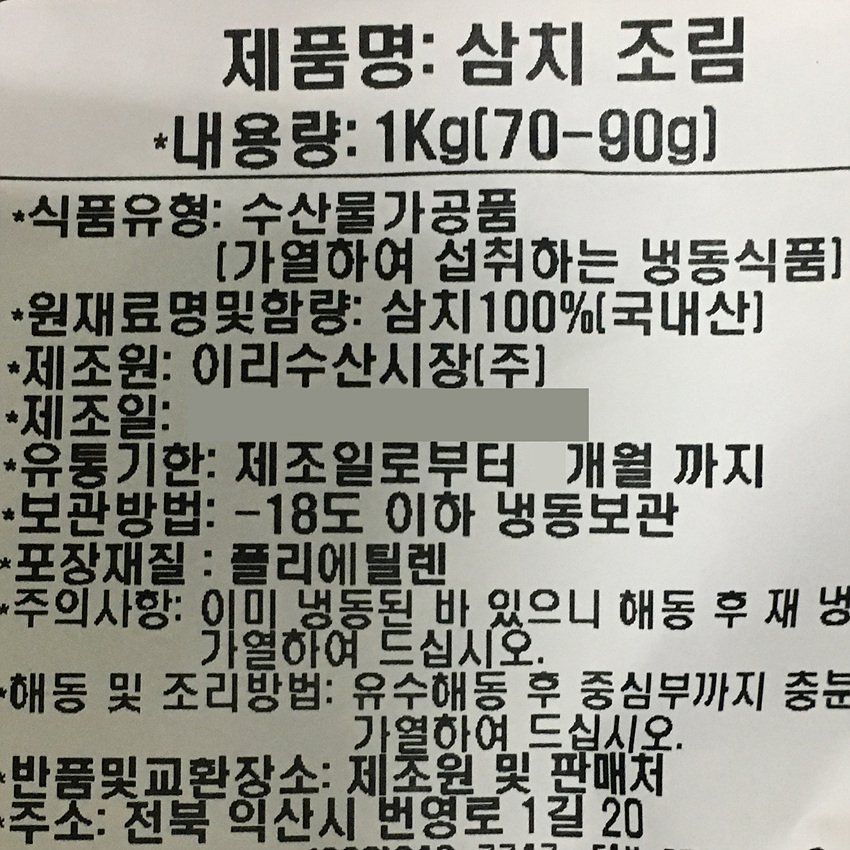 제품명: 삼치 조림
*내용량: 1Kg(70-90g)
*식품유형: 수산물가공품
(가열하여 섭취하는 냉동식품)
*원재료명및함량: 삼치100%(국내산)
*제조원: 이리수산시장(주)
*제조일:
*유통기한: 제조일로부터 개월 까지
*보관방법: -18도 이하 냉동보관
*포장재질 : 플리에틸렌
*주의사항: 이미 냉동된 바 있으니 해동 후 재 냉
가열하여 드십시오.
*해동 및 조리방법: 유수해동 후 중심부까지 충분
가열하여 드십시오.
*반품및교환장소: 제조원 및 판매처
*주소: 전북 익산시 번영로 1길 20